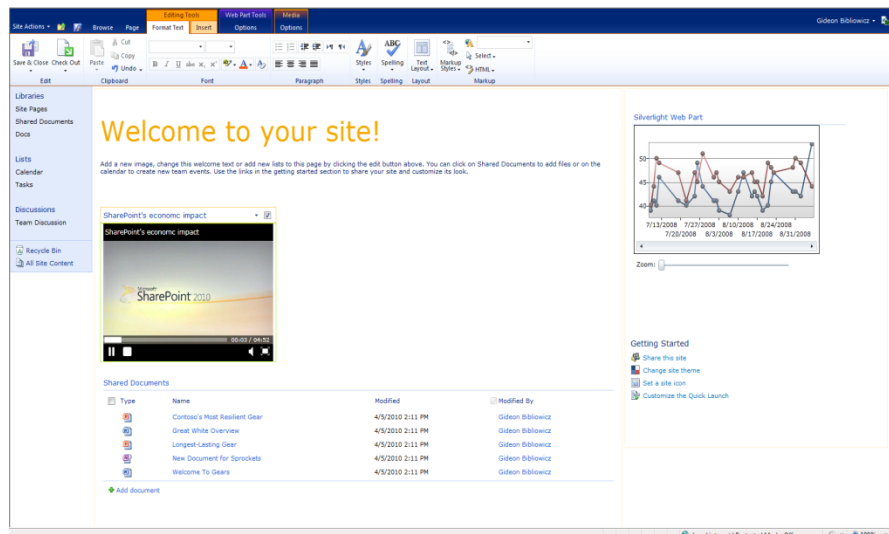 Editing Tools Web Part Tools Media
Site Actions Browse Page Format Text Insert Options Options Gideon Bibliowicz
Save & Close Check Out Paste Cut Copy Undo
B I U abc x, x² A Styles ABC Spelling Text Layout Markup Styles Select HTML
Edit Clipboard Font Paragraph Styles Spelling Layout Markup
Libraries
Site Pages
Shared Documents
Docs
Lists
Calendar
Tasks
Discussions
Team Discussion
Recycle Bin
All Site Content
Welcome to your site!
Add a new image, change this welcome text or add new lists to this page by clicking the edit button above. You can click on Shared Documents to add files or on the
calendar to create new team events. Use the links in the getting started section to share your site and customize its look.
SharePoint's economc impact
SharePoint's economc impact
Microsoft
SharePoint 2010
00:03 / 04:52
Shared Documents
Type Name Modified Modified By
Contoso's Most Resilient Gear 4/5/2010 2:11 PM Gideon Bibliowicz
Great White Overview 4/5/2010 2:11 PM Gideon Bibliowicz
Longest-Lasting Gear 4/5/2010 2:11 PM Gideon Bibliowicz
New Document for Sprockets 4/5/2010 2:11 PM Gideon Bibliowicz
Welcome To Gears 4/5/2010 2:11 PM Gideon Bibliowicz
Add document
Silverlight Web Part
50
45
40
7/13/2008 7/27/2008 8/10/2008 8/24/2008
7/20/2008 8/3/2008 8/17/2008 8/31/2008
Zoom:
Getting Started
Share this site
Change site theme
Set a site icon
Customize the Quick Launch